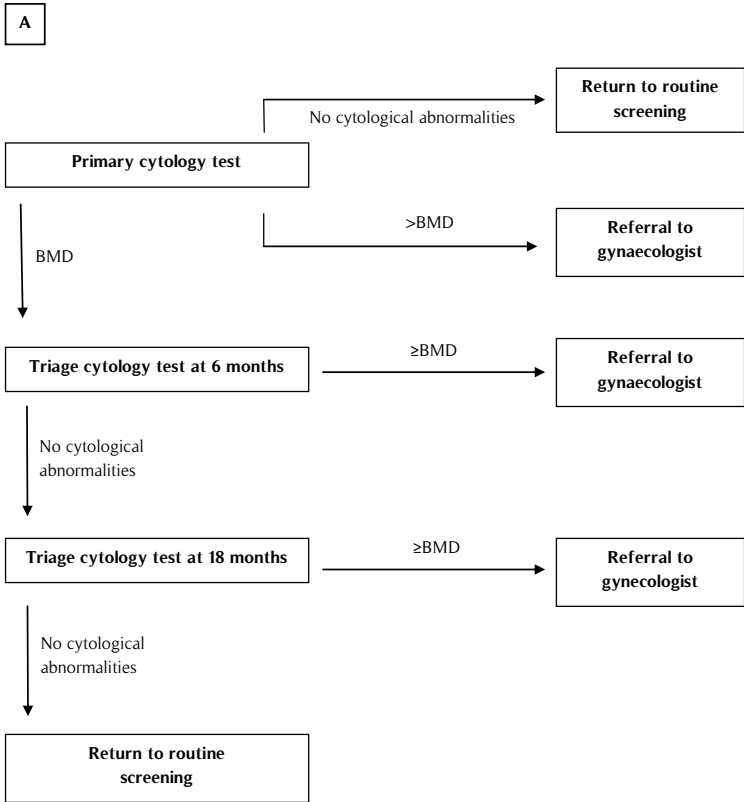 A
Return to routine
screening
No cytological abnormalities
Primary cytology test
>BMD
Referral to
gynaecologist
BMD
Triage cytology test at 6 months
≥BMD
Referral to
gynaecologist
No cytological
abnormalities
Triage cytology test at 18 months
≥BMD
Referral to
gynecologist
No cytological
abnormalities
Return to routine
screening